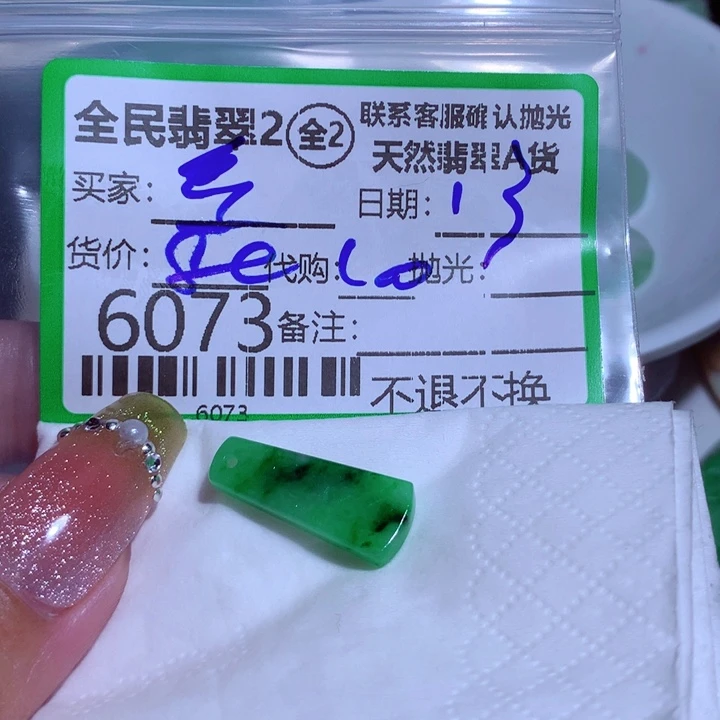 全民翡翠2 全2 联系客服确认抛光
天然翡翠A货
买家: 日期: 13
货价: 代购: 抛光:
6073 备注:
6073 不退不换